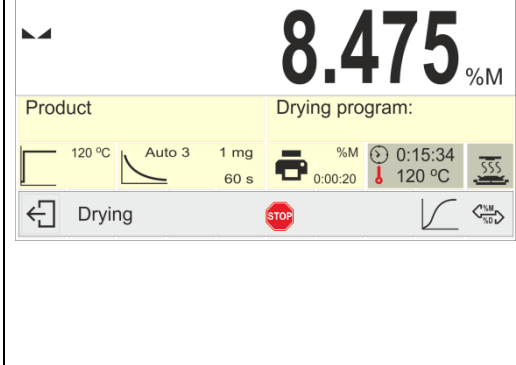 8.475 %M
Product Drying program:
120 ºC Auto 3 1 mg %M 0:15:34
60 s 0:00:20 120 ºC
Drying STOP %M
%D